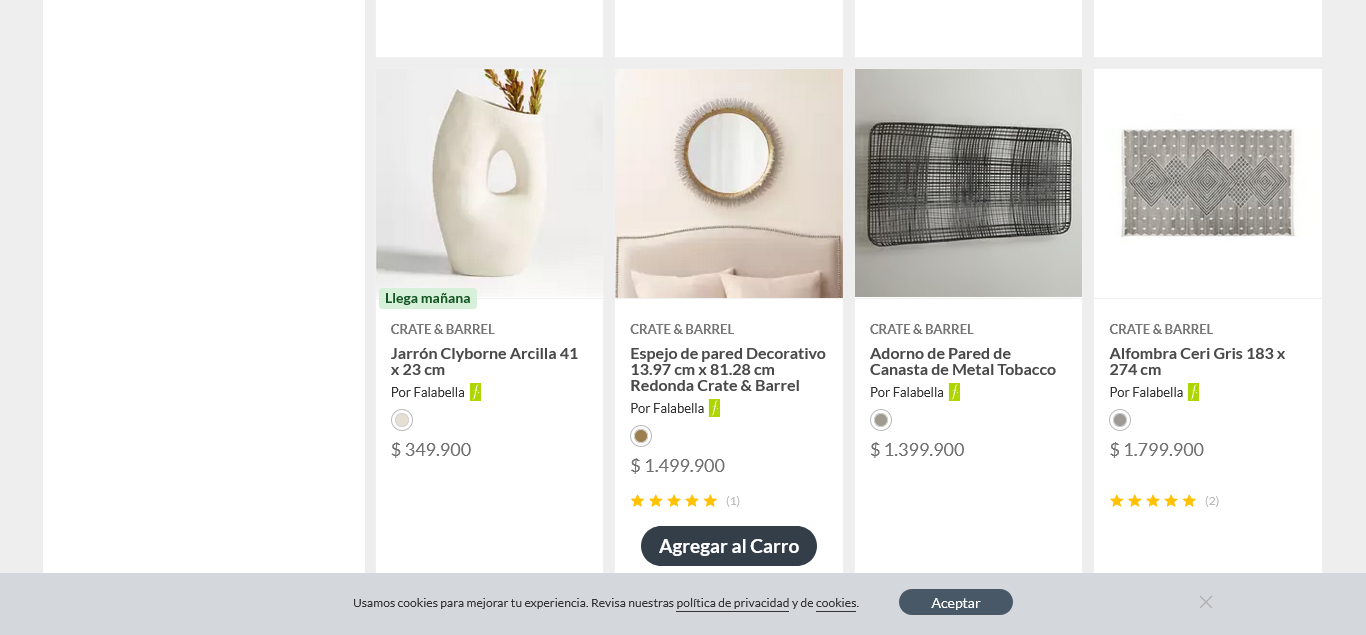 Llega mañana
CRATE & BARREL
Jarrón Clyborne Arcilla 41
x 23 cm
Por Falabella
$ 349.900
CRATE & BARREL
Espejo de pared Decorativo
13.97 cm x 81.28 cm
Redonda Crate & Barrel
Por Falabella
$ 1.499.900
(1)
Agregar al Carro
CRATE & BARREL
Adorno de Pared de
Canasta de Metal Tobacco
Por Falabella
$ 1.399.900
CRATE & BARREL
Alfombra Ceri Gris 183 x
274 cm
Por Falabella
$ 1.799.900
(2)
Usamos cookies para mejorar tu experiencia. Revisa nuestras política de privacidad y de cookies.
Aceptar